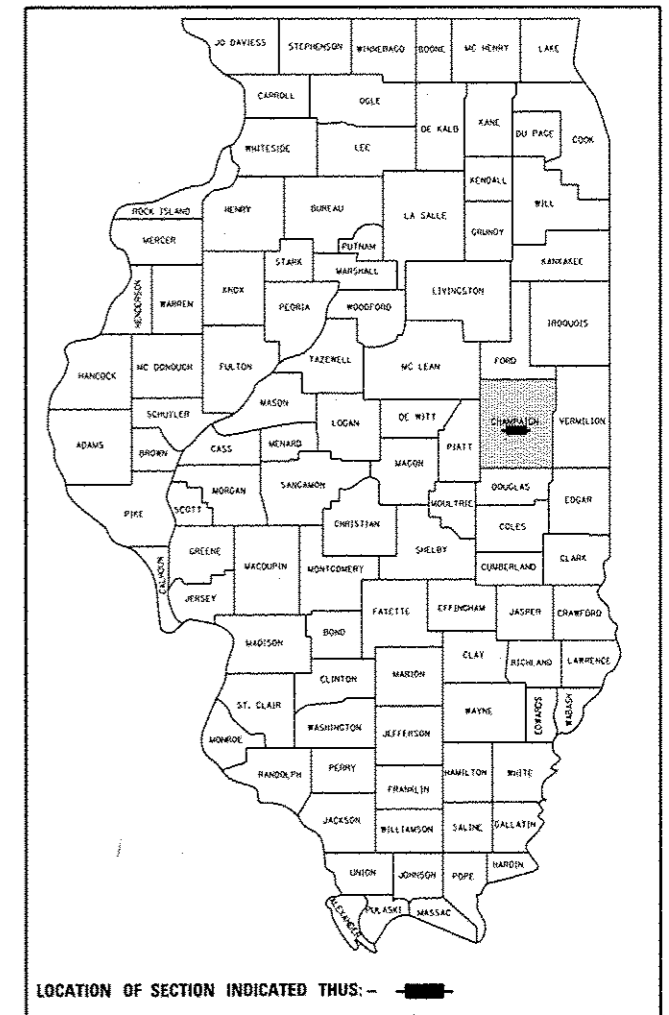 JO DAVIESS STEPHENSON WINNEBAGO BOONE MC HENRY LAKE
CARROLL OGLE DE KALB KANE DU PAGE COOK
WHITESIDE LEE KENDALL WILL
ROCK ISLAND HENRY BUREAU LA SALLE GRUNDY
MERCER PUTNAM KANKAKEE
HENDERSON WARREN KNOX STARK MARSHALL LIVINGSTON IROQUOIS
PEORIA WOODFORD
HANCOCK MC DONOUGH FULTON TAZEWELL MC LEAN FORD
SCHUYLER MASON LOGAN DE WITT CHAMPAIGN VERMILION
ADAMS BROWN CASS MENARD MACON PIATT
PIKE SCOTT MORGAN SANGAMON CHRISTIAN MOULTRIE DOUGLAS EDGAR
COLES
CALHOUN GREENE MACOUPIN MONTGOMERY SHELBY CUMBERLAND CLARK
JERSEY FAYETTE EFFINGHAM JASPER CRAWFORD
MADISON BOND CLAY RICHLAND LAWRENCE
CLINTON MARION
ST. CLAIR WAYNE EDWARDS WABASH
MONROE WASHINGTON JEFFERSON
RANDOLPH PERRY HAMILTON WHITE
FRANKLIN
JACKSON WILLIAMSON SALINE GALLATIN
UNION JOHNSON POPE HARDIN
ALEXANDER PULASKI MASSAC
LOCATION OF SECTION INDICATED THUS: –